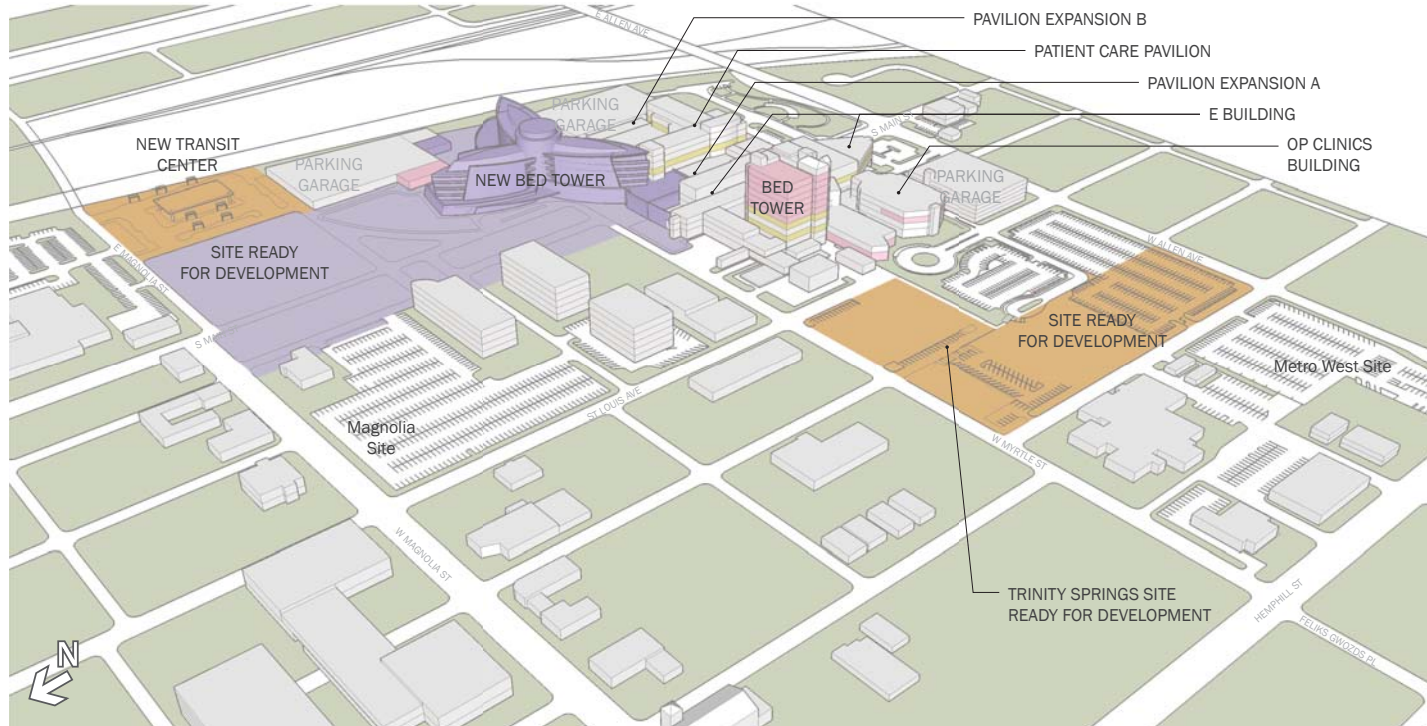 PAVILION EXPANSION B
E ALLEN AVE
PATIENT CARE PAVILION
PAVILION EXPANSION A
PARKING
GARAGE
E BUILDING
S MAIN ST
NEW TRANSIT
CENTER
OP CLINICS
BUILDING
PARKING
GARAGE
NEW BED TOWER
BED
TOWER
PARKING
GARAGE
E MAGNOLIA ST
SITE READY
FOR DEVELOPMENT
W ALLEN AVE
S MAIN
SITE READY
FOR DEVELOPMENT
Metro West Site
ST LOUIS AVE
Magnolia
Site
W MYRTLE ST
W MAGNOLIA ST
TRINITY SPRINGS SITE
READY FOR DEVELOPMENT
HEMPHILL ST
FELIKS GWOZDS PL
N